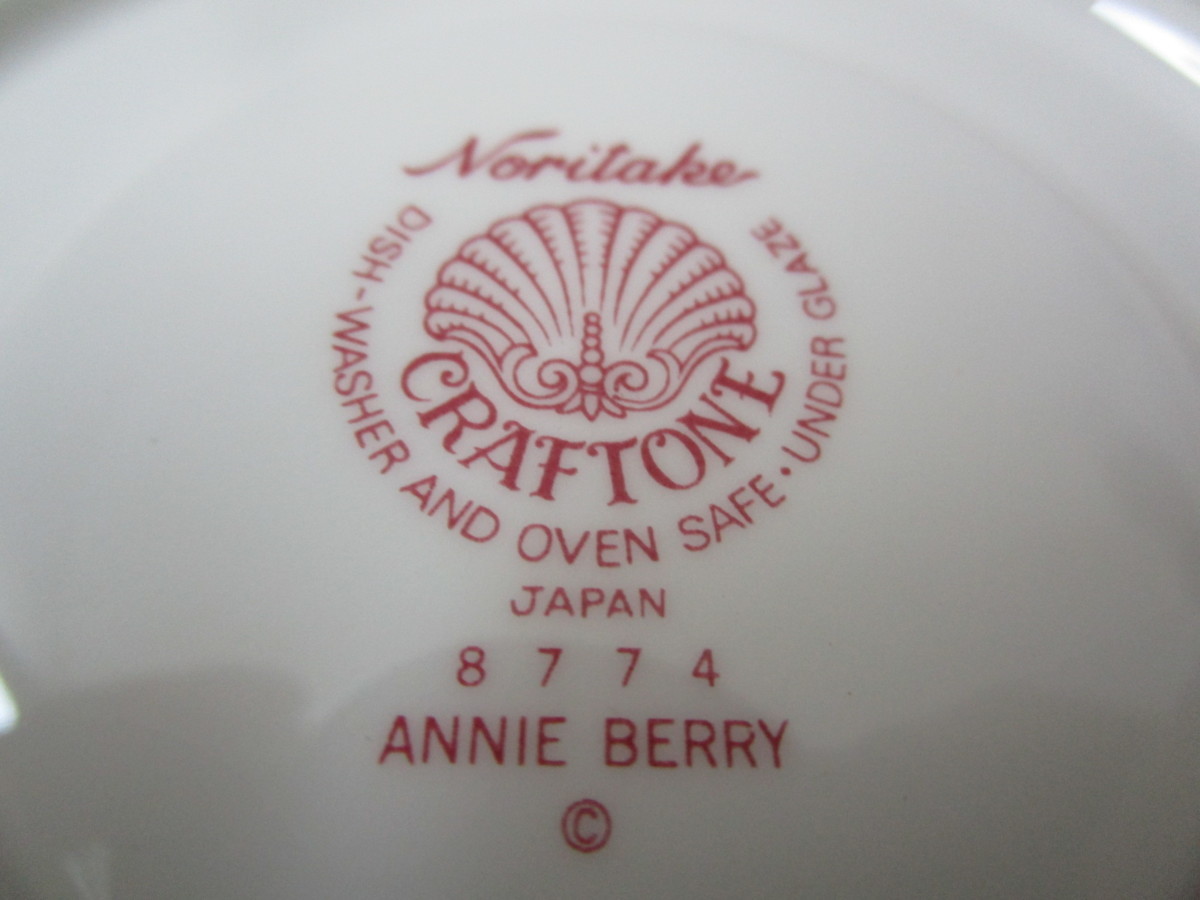 Noritake
CRAFTONE
DISH-WASHER AND OVEN SAFE·UNDER GLAZE
JAPAN
8 7 7 4
ANNIE BERRY
©